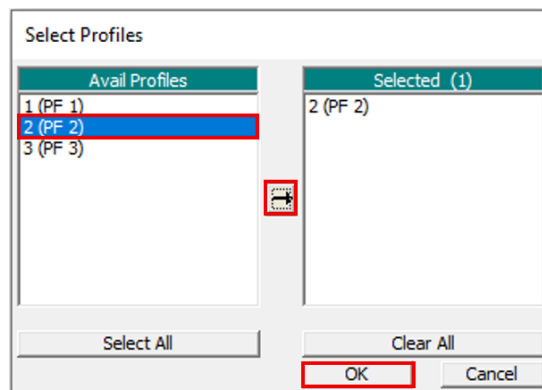 Select Profiles
Avail Profiles
Selected (1)
1 (PF 1)
2 (PF 2)
3 (PF 3)
2 (PF 2)
Select All
Clear All
OK
Cancel